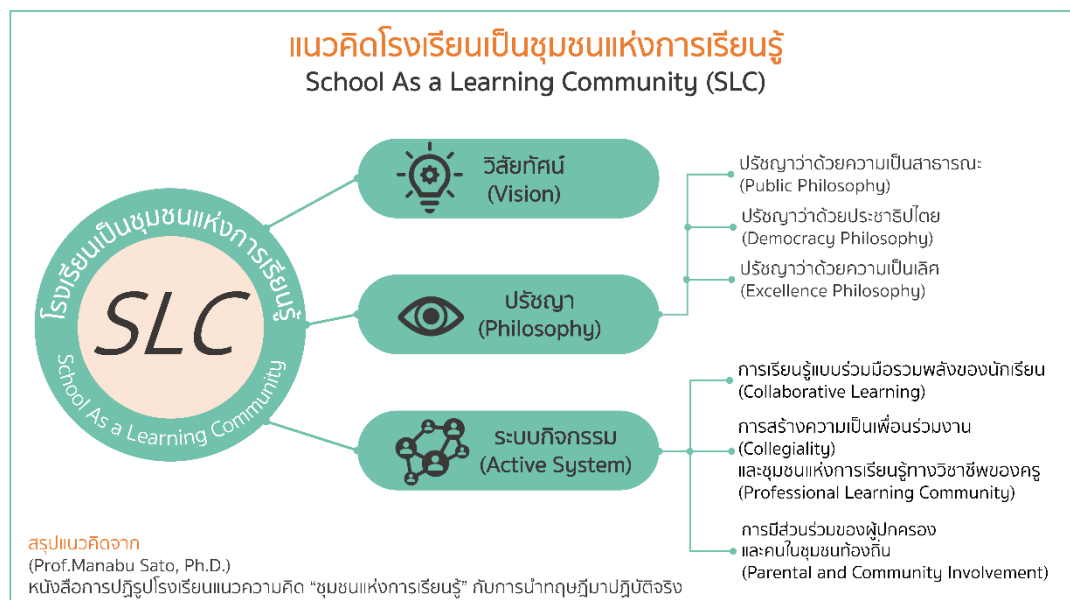 แนวคิดโรงเรียนเป็นชุมชนแห่งการเรียนรู้
School As a Learning Community (SLC)
โรงเรียนเป็นชุมชนแห่งการเรียนรู้
SLC
School As a Learning Community
วิสัยทัศน์
(Vision)
ปรัชญา
(Philosophy)
ปรัชญาว่าด้วยความเป็นสาธารณะ
(Public Philosophy)
ปรัชญาว่าด้วยประชาธิปไตย
(Democracy Philosophy)
ปรัชญาว่าด้วยความเป็นเลิศ
(Excellence Philosophy)
ระบบกิจกรรม
(Active System)
การเรียนรู้แบบร่วมมือรวมพลังของนักเรียน
(Collaborative Learning)
การสร้างความเป็นเพื่อนร่วมงาน
(Collegiality)
และชุมชนแห่งการเรียนรู้ทางวิชาชีพของครู
(Professional Learning Community)
การมีส่วนร่วมของผู้ปกครอง
และคนในชุมชนท้องถิ่น
(Parental and Community Involvement)
สรุปแนวคิดจาก
(Prof.Manabu Sato, Ph.D.)
หนังสือการปฏิรูปโรงเรียนแนวความคิด “ชุมชนแห่งการเรียนรู้” กับการนำทฤษฎีมาปฏิบัติจริง